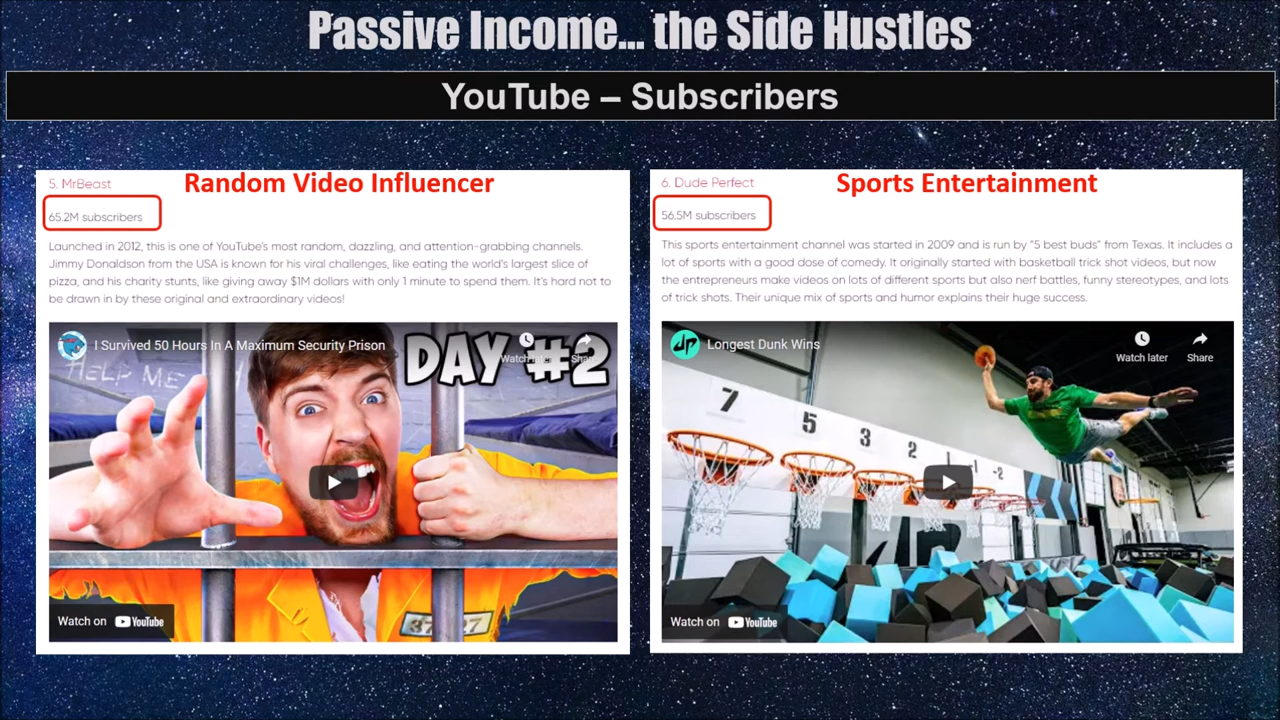 Passive Income... the Side Hustles
YouTube – Subscribers
5. MrBeast
Random Video Influencer
65.2M subscribers
Launched in 2012, this is one of YouTube's most random, dazzling, and attention-grabbing channels.
Jimmy Donaldson from the USA is known for his viral challenges, like eating the world's largest slice of
pizza, and his charity stunts, like giving away $1M dollars with only 1 minute to spend them. It's hard not to
be drawn in by these original and extraordinary videos!
I Survived 50 Hours In A Maximum Security Prison
Watch later
Share
DAY #2
HELP ME
Watch on YouTube
6. Dude Perfect
Sports Entertainment
56.5M subscribers
This sports entertainment channel was started in 2009 and is run by "5 best buds" from Texas. It includes a
lot of sports with a good dose of comedy. It originally started with basketball trick shot videos, but now
the entrepreneurs make videos on lots of different sports but also nerf battles, funny stereotypes, and lots
of trick shots. Their unique mix of sports and humor explains their huge success.
Longest Dunk Wins
Watch later
Share
7 5 3 2 1 -1 -2
Watch on YouTube